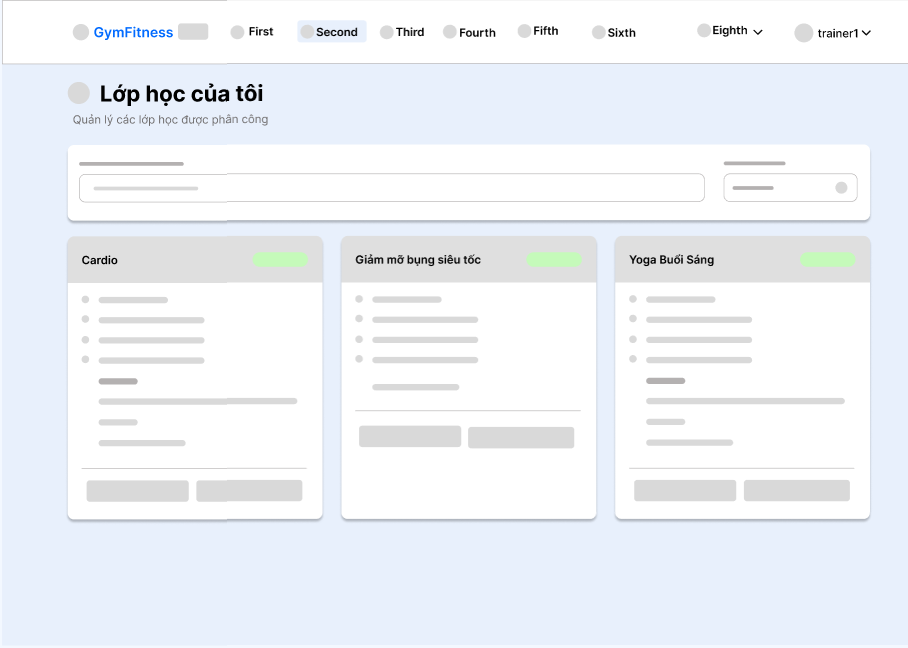 GymFitness First Second Third Fourth Fifth Sixth Eighth trainer1
Lớp học của tôi
Quản lý các lớp học được phân công
Cardio
Giảm mỡ bụng siêu tốc
Yoga Buổi Sáng